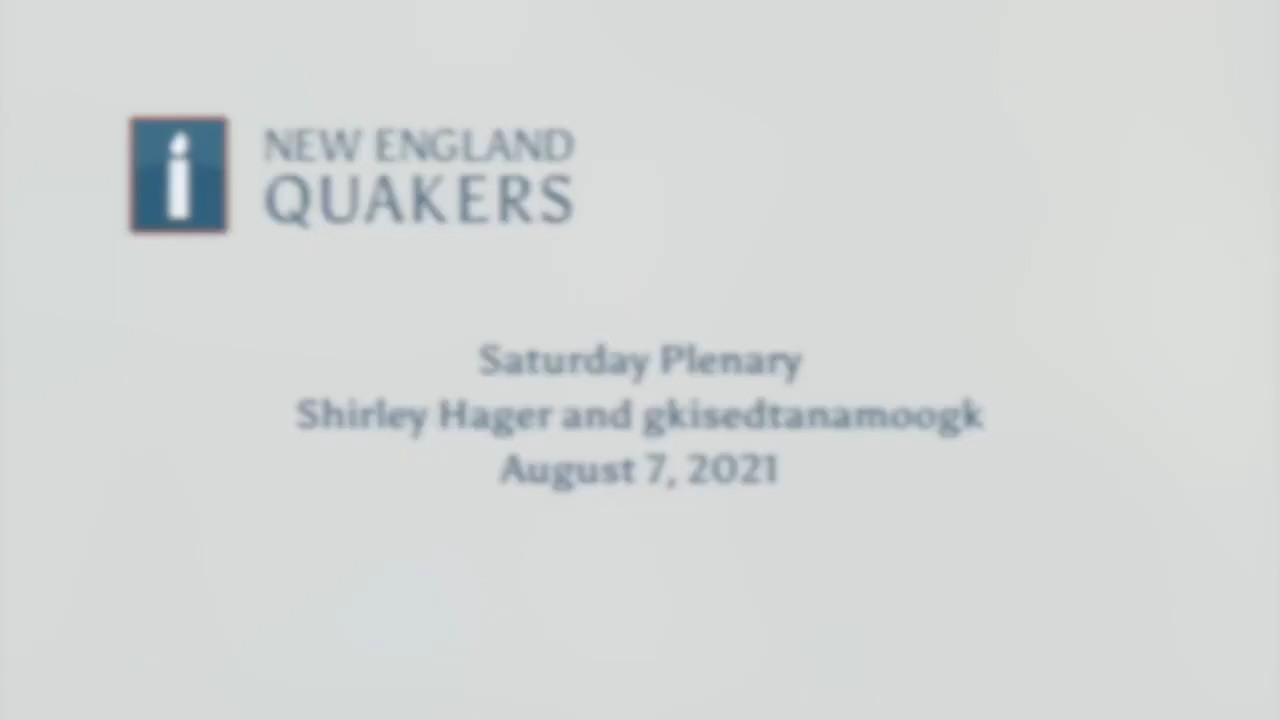 NEW ENGLAND
QUAKERS
Saturday Plenary
Shirley Hager and gkisedtanamoogk
August 7, 2021